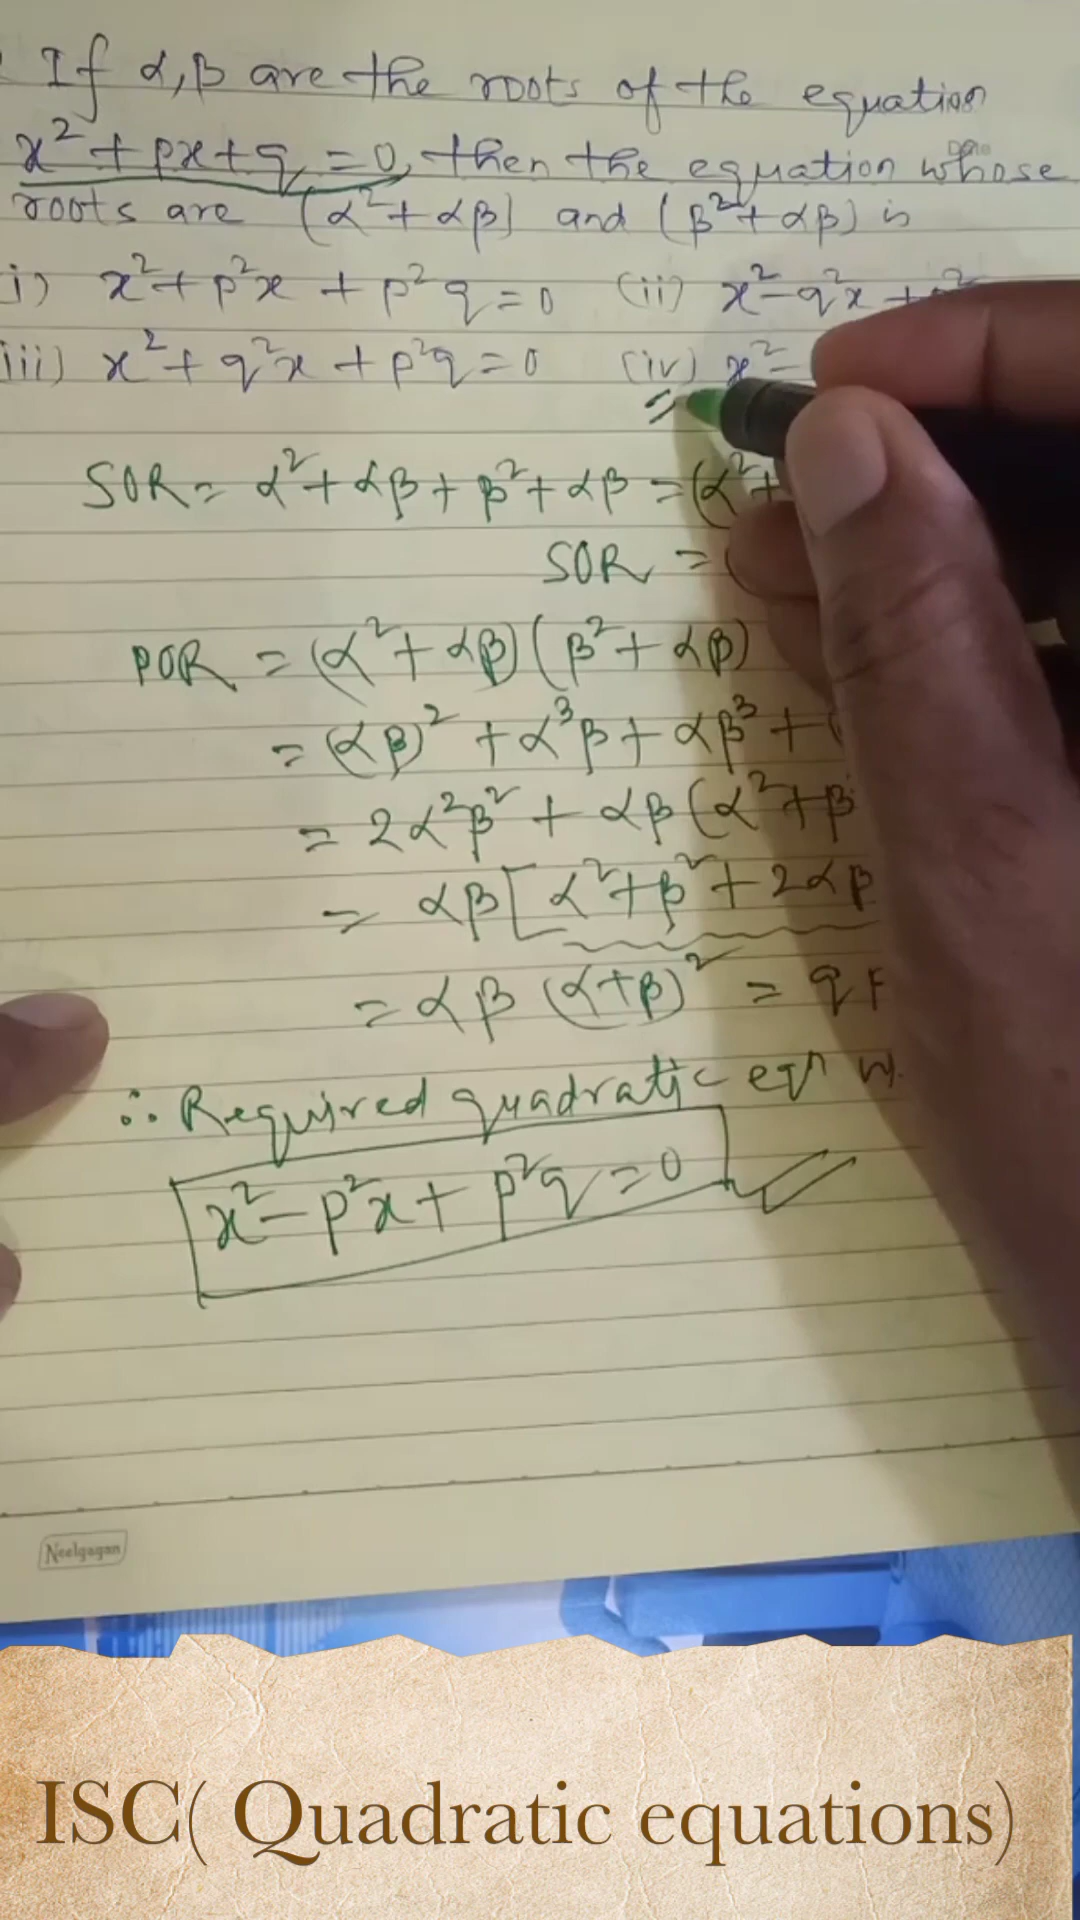 If α, β are the roots of the equation
x² + px + q = 0, then the equation whose
roots are (α² + αβ) and (β² + αβ) is
i) x² + p²x + p²q = 0 (ii) x² - q²x +
iii) x² + q²x + p²q = 0 (iv) x² -
SOR = α² + αβ + β² + αβ = (α² +
SOR = (
POR = (α² + αβ)(β² + αβ)
= (αβ)² + α³β + αβ³ + (
= 2α²β² + αβ(α² + β
= αβ[α² + β² + 2αβ
= αβ (α+β)² = q
∴ Required quadratic eqn
x² - p²x + p²q = 0
Neelgagan
ISC( Quadratic equations)